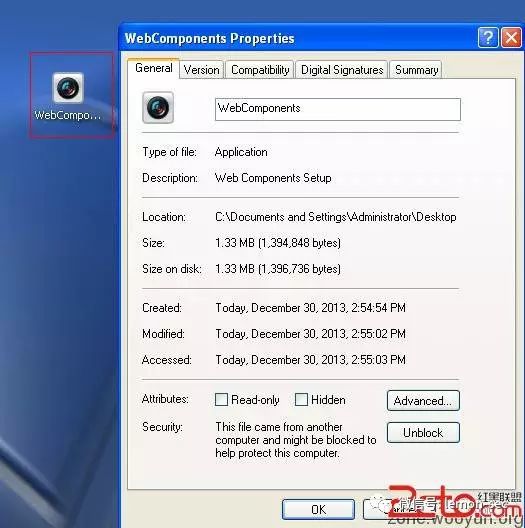 WebCompo...
WebComponents Properties
General
Version
Compatibility
Digital Signatures
Summary
WebComponents
Type of file: Application
Description: Web Components Setup
Location: C:\Documents and Settings\Administrator\Desktop
Size: 1.33 MB (1,394,848 bytes)
Size on disk: 1.33 MB (1,396,736 bytes)
Created: Today, December 30, 2013, 2:54:54 PM
Modified: Today, December 30, 2013, 2:55:02 PM
Accessed: Today, December 30, 2013, 2:55:03 PM
Attributes: Read-only Hidden Advanced...
Security: This file came from another
computer and might be blocked to
help protect this computer.
Unblock
OK
红黑联盟
微信号: lemon-sec